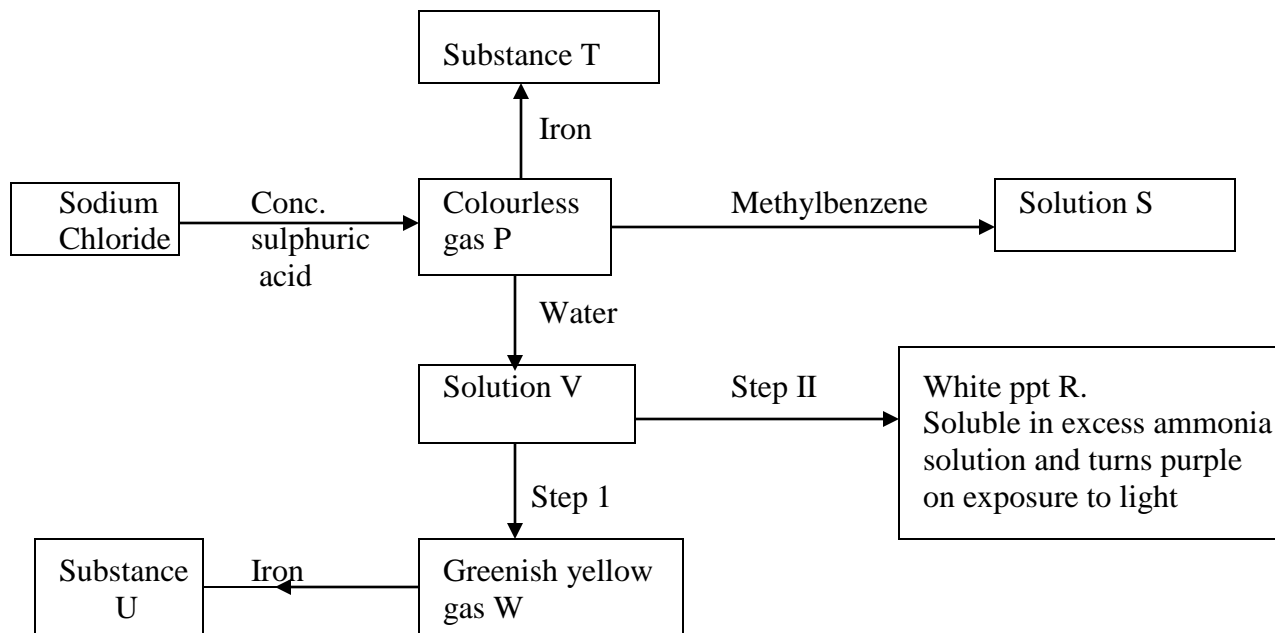 Substance T
Iron
Sodium
Chloride
Conc.
sulphuric
acid
Colourless
gas P
Methylbenzene
Solution S
Water
Solution V
Step II
White ppt R.
Soluble in excess ammonia
solution and turns purple
on exposure to light
Step 1
Substance
U
Iron
Greenish yellow
gas W